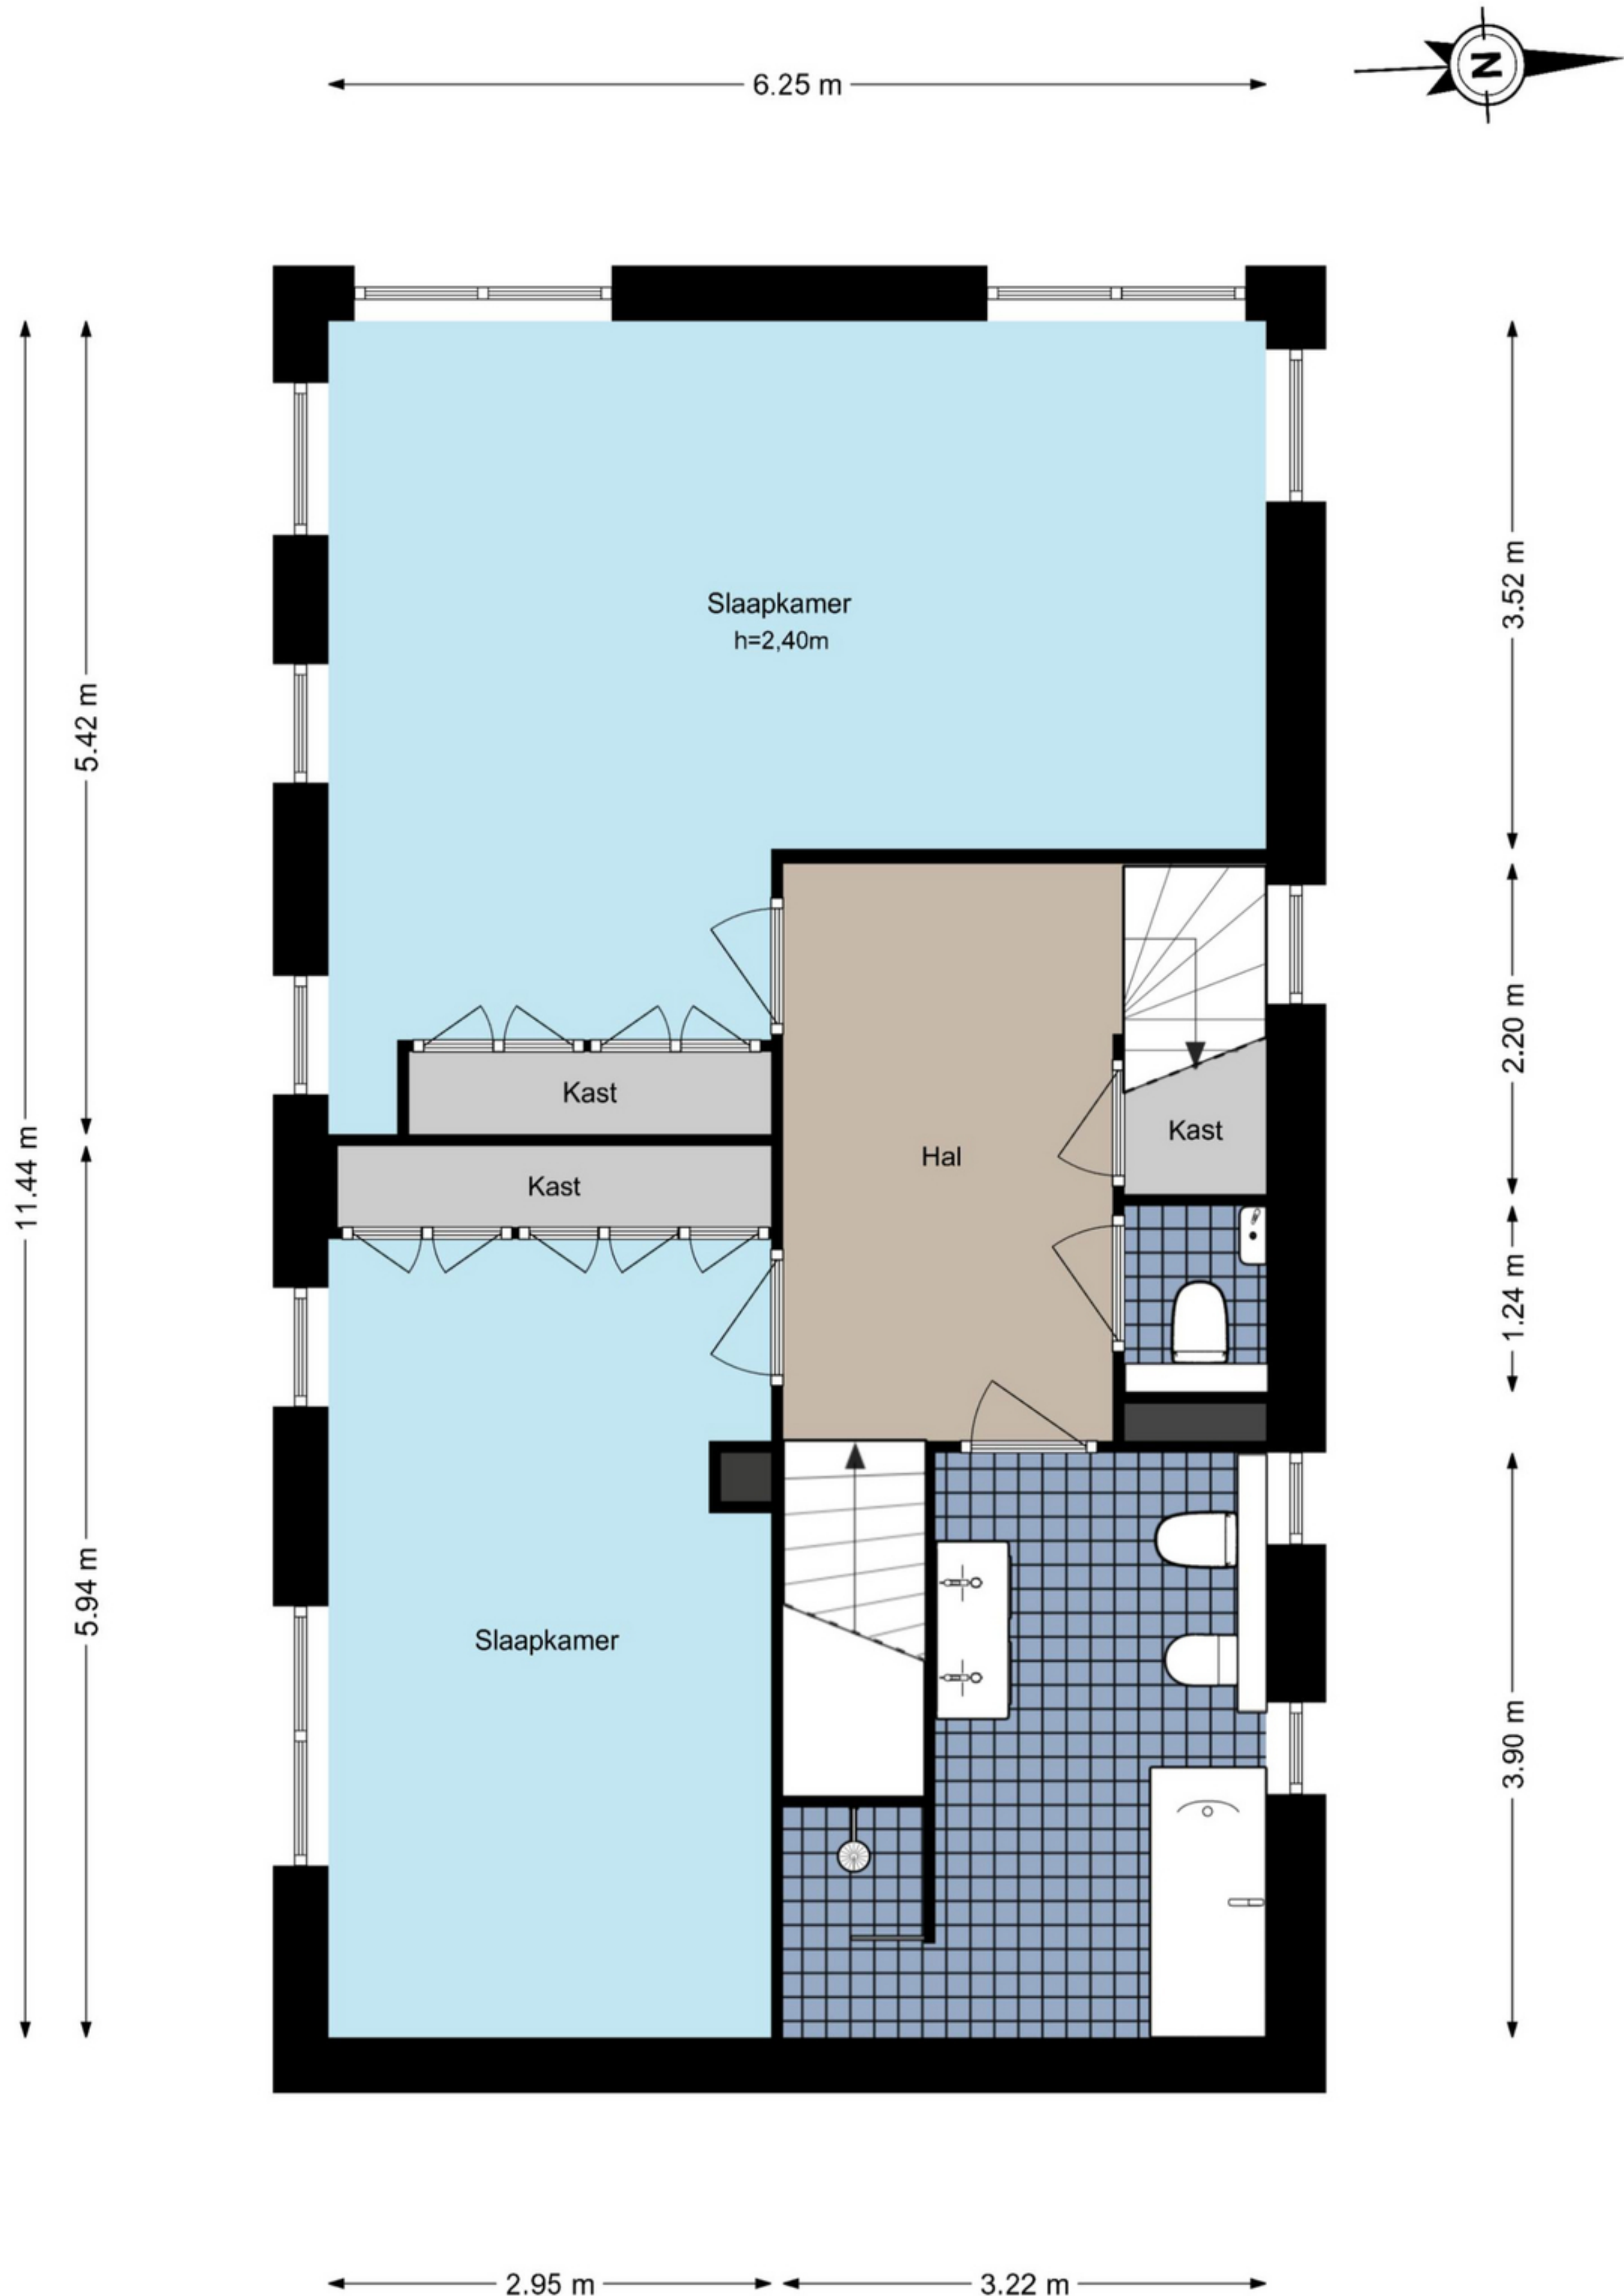 6.25 m
N
Slaapkamer
h=2,40m
3.52 m
5.42 m
11.44 m
2.20 m
Kast
Kast
Kast
Hal
1.24 m
5.94 m
Slaapkamer
3.90 m
2.95 m
3.22 m